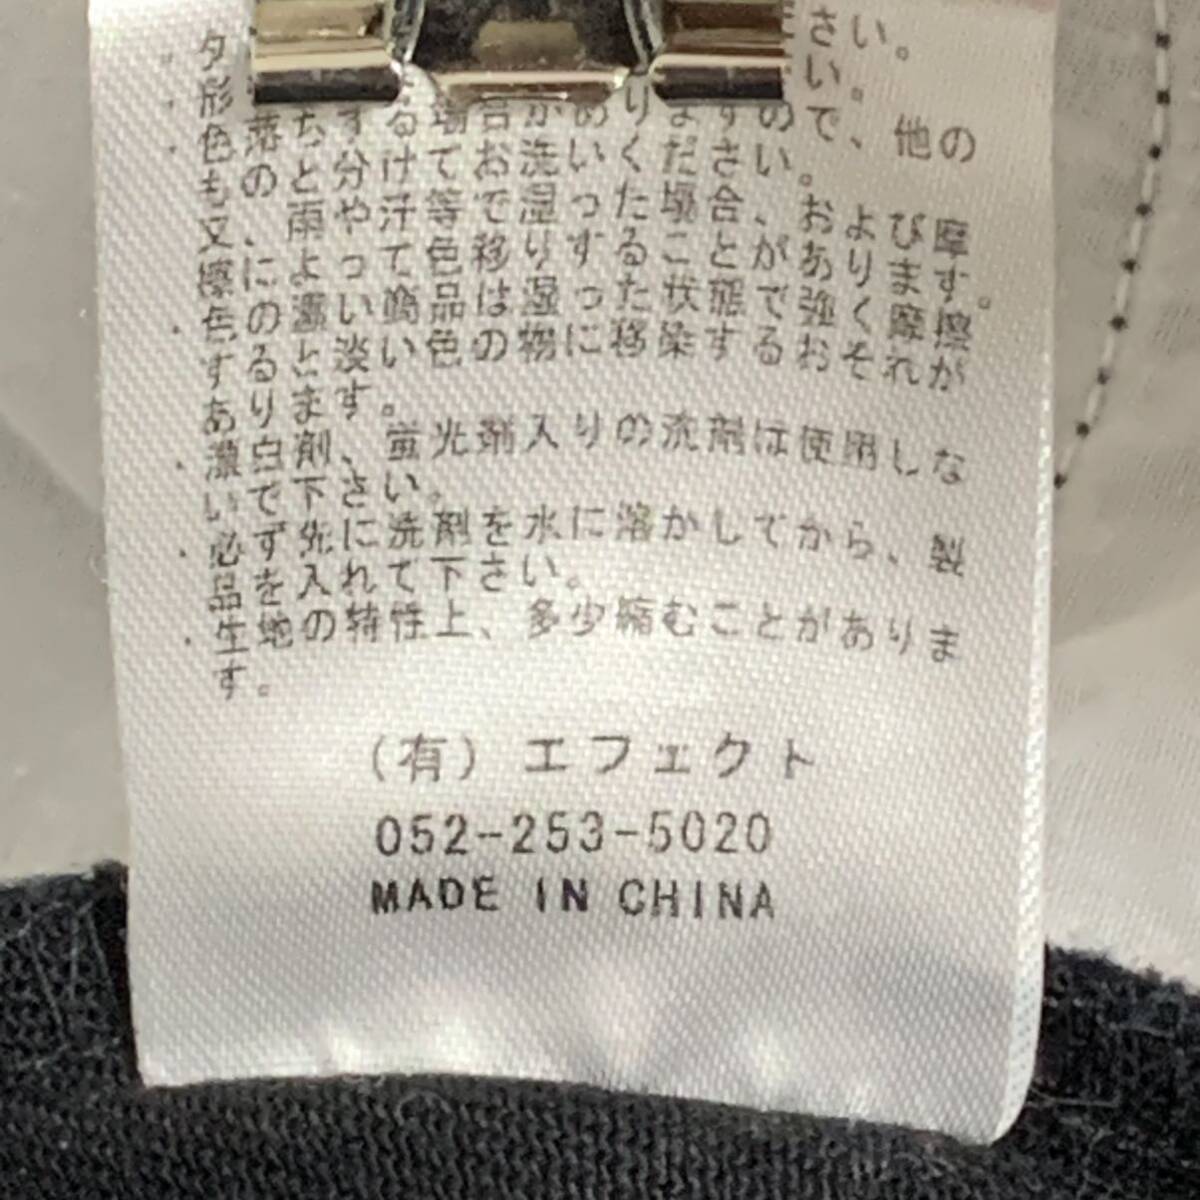 ・タ さい。
・形 い。
・色落ちする場合がありますので、他の
ものと分けてお洗いください。
又、雨や汗等で湿った場合、および摩
擦によって色移りすることがあります。
・色の濃い製品は湿った状態で強く摩擦
すると淡い色の物に移染するおそれが
あります。
・漂白剤、蛍光剤入りの洗剤は使用しな
いで下さい。
・必ず先に洗剤を水に溶かしてから、製
品を入れて下さい。
・生地の特性上、多少縮むことがありま
す。
(有)エフェクト
052-253-5020
MADE IN CHINA